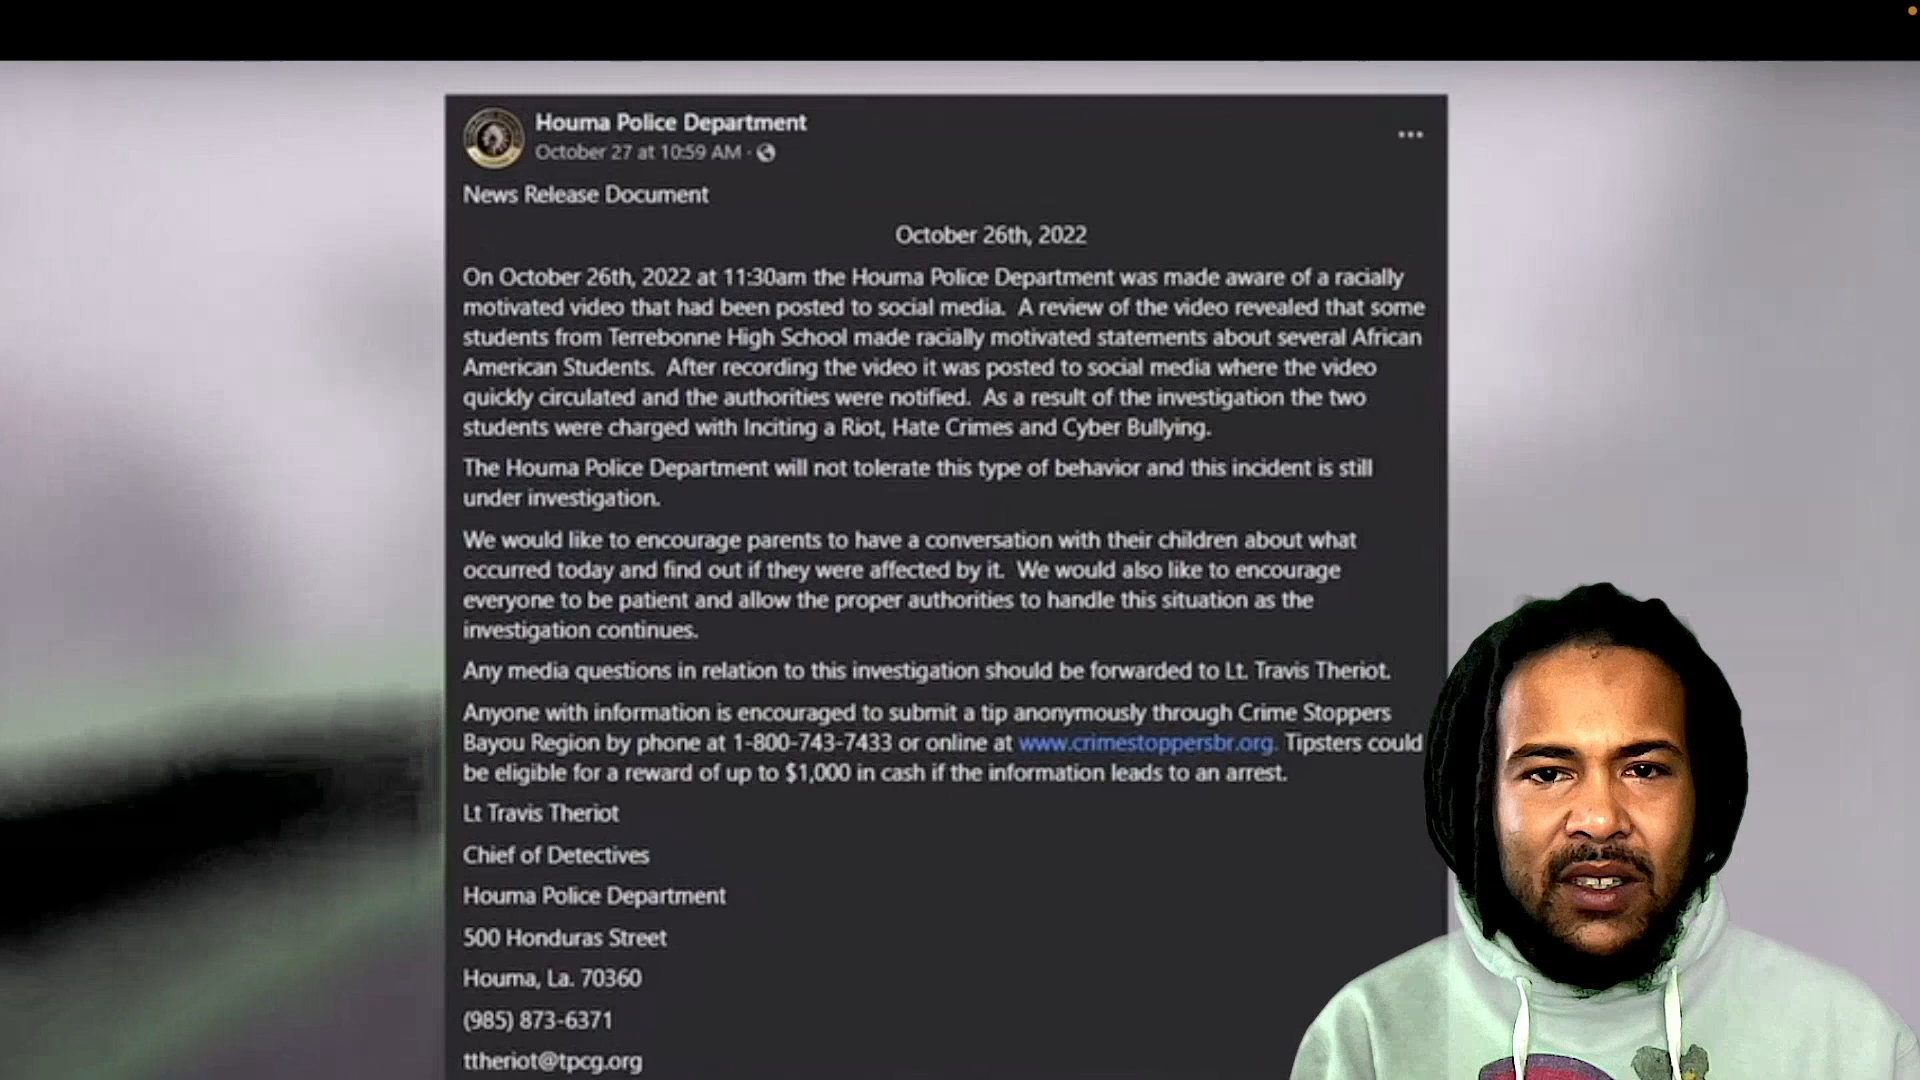 Houma Police Department
October 27 at 10:59 AM ·
News Release Document
October 26th, 2022
On October 26th, 2022 at 11:30am the Houma Police Department was made aware of a racially
motivated video that had been posted to social media. A review of the video revealed that some
students from Terrebonne High School made racially motivated statements about several African
American Students. After recording the video it was posted to social media where the video
quickly circulated and the authorities were notified. As a result of the investigation the two
students were charged with Inciting a Riot, Hate Crimes and Cyber Bullying.
The Houma Police Department will not tolerate this type of behavior and this incident is still
under investigation.
We would like to encourage parents to have a conversation with their children about what
occurred today and find out if they were affected by it. We would also like to encourage
everyone to be patient and allow the proper authorities to handle this situation as the
investigation continues.
Any media questions in relation to this investigation should be forwarded to Lt. Travis Theriot.
Anyone with information is encouraged to submit a tip anonymously through Crime Stoppers
Bayou Region by phone at 1-800-743-7433 or online at www.crimestoppersbr.org. Tipsters could
be eligible for a reward of up to $1,000 in cash if the information leads to an arrest.
Lt Travis Theriot
Chief of Detectives
Houma Police Department
500 Honduras Street
Houma, La. 70360
(985) 873-6371
ttheriot@tpcg.org